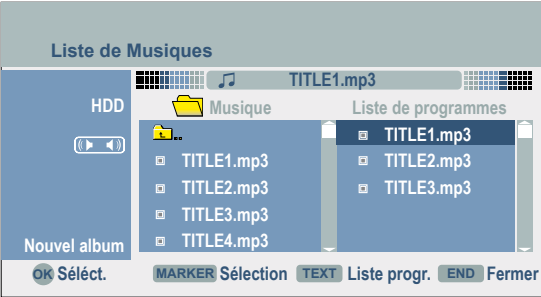 Liste de Musiques
TITLE1.mp3
HDD
Musique
Liste de programmes
..
TITLE1.mp3
TITLE2.mp3
TITLE3.mp3
TITLE4.mp3
TITLE1.mp3
TITLE2.mp3
TITLE3.mp3
Nouvel album
OK Séléct. MARKER Sélection TEXT Liste progr. END Fermer